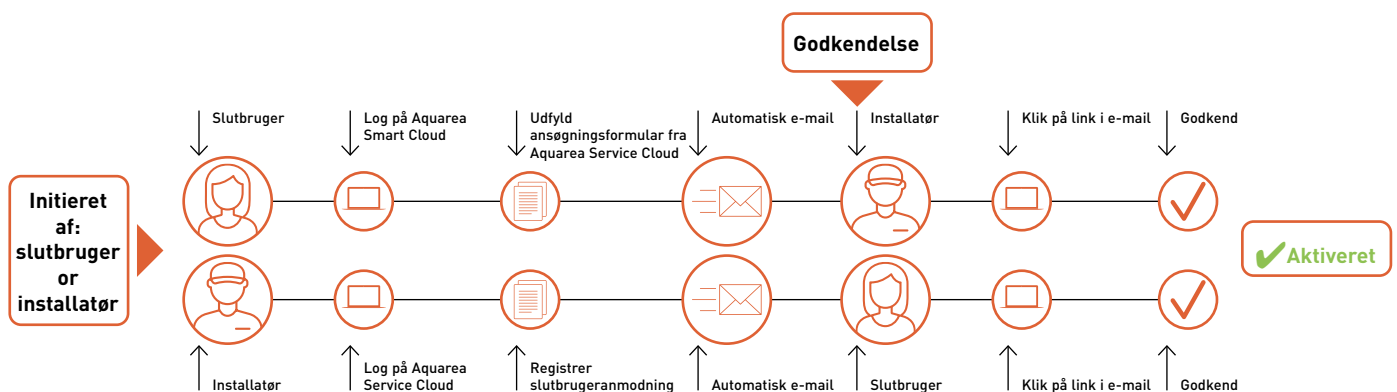 Godkendelse
Slutbruger
Log på Aquarea
Smart Cloud
Udfyld
ansøgningsformular fra
Aquarea Service Cloud
Automatisk e-mail
Installatør
Klik på link i e-mail
Godkend
Initieret
af:
slutbruger
or
installatør
Aktiveret
Installatør
Log på Aquarea
Service Cloud
Registrer
slutbrugeranmodning
Automatisk e-mail
Slutbruger
Klik på link i e-mail
Godkend